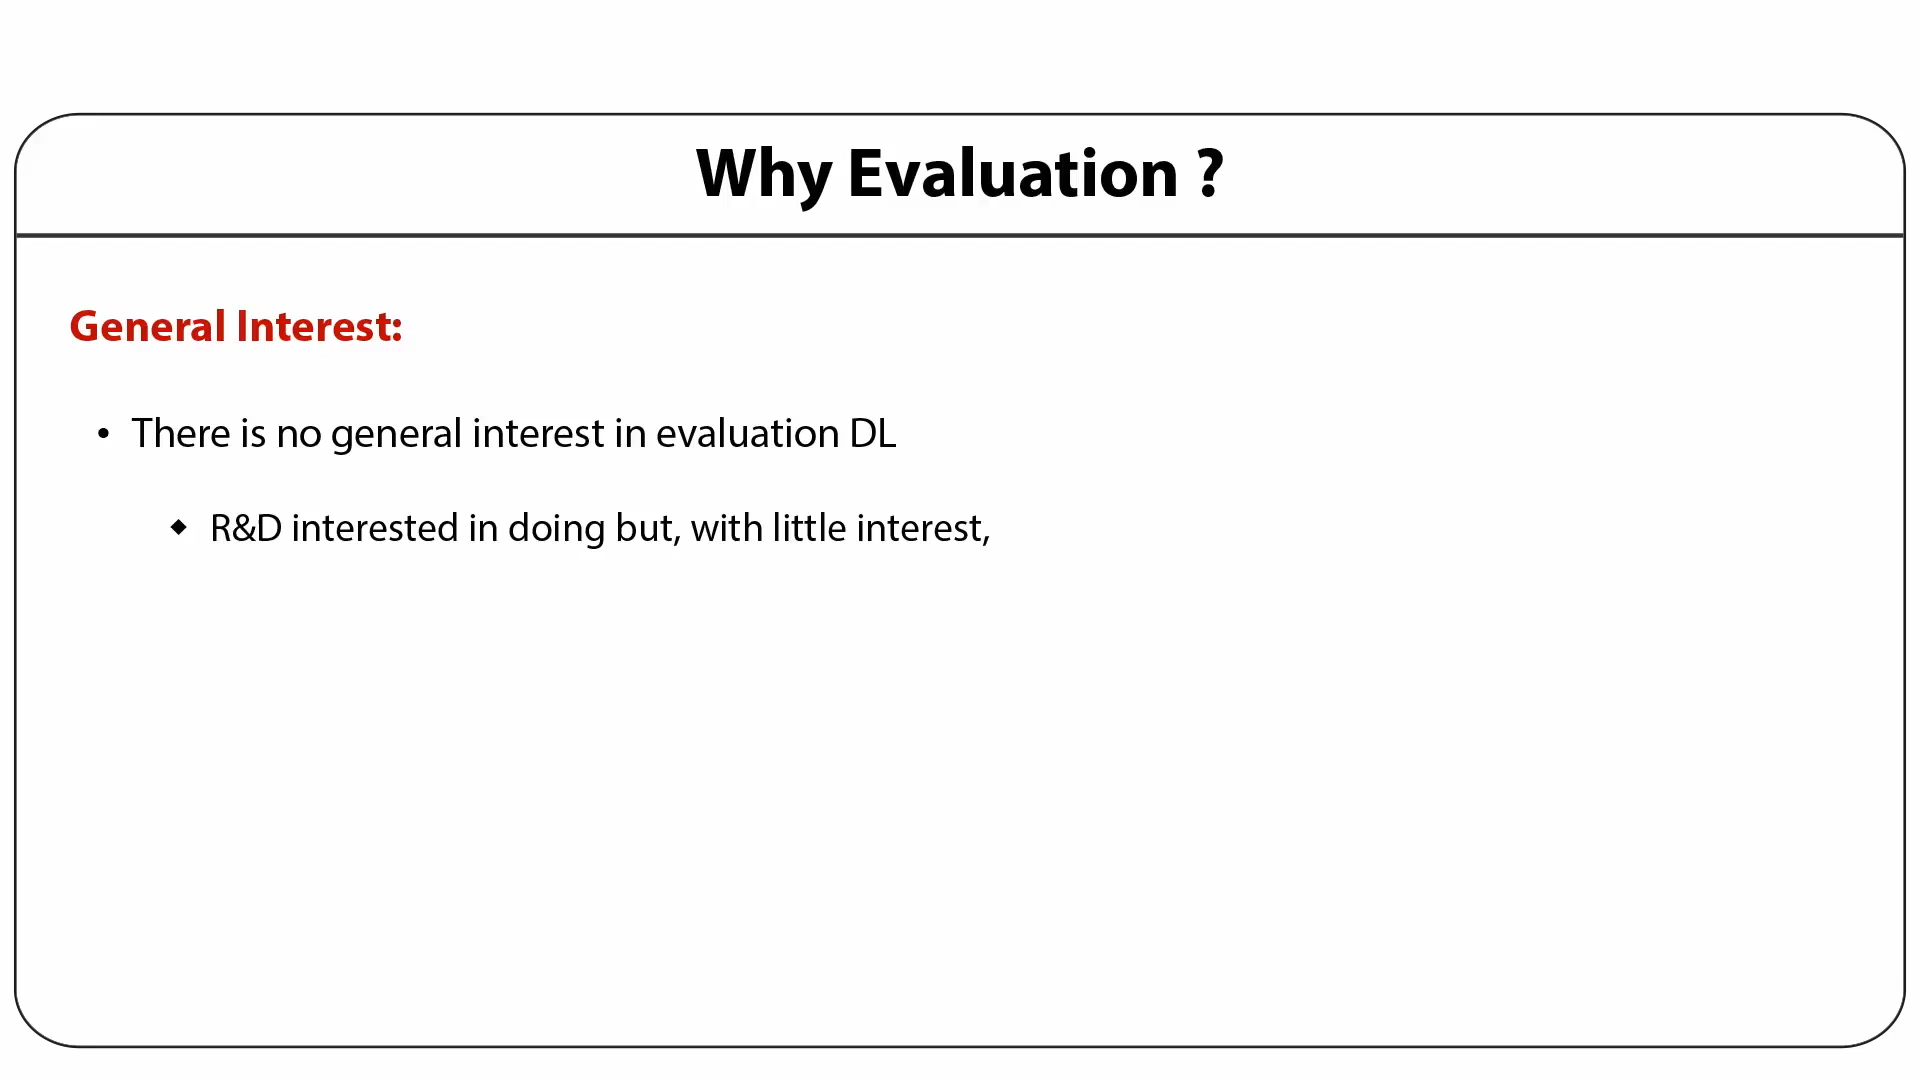 Why Evaluation ?
General Interest:
• There is no general interest in evaluation DL
◆ R&D interested in doing but, with little interest,